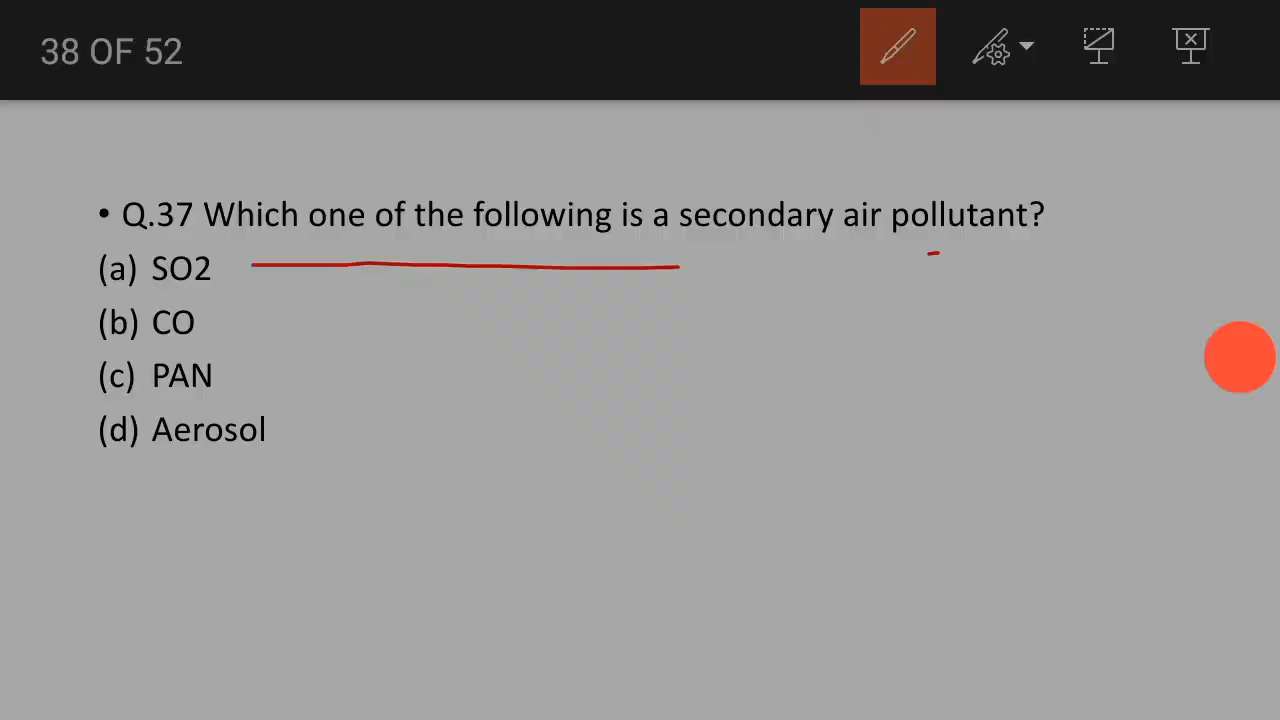 38 OF 52
• Q.37 Which one of the following is a secondary air pollutant?
(a) SO2
(b) CO
(c) PAN
(d) Aerosol